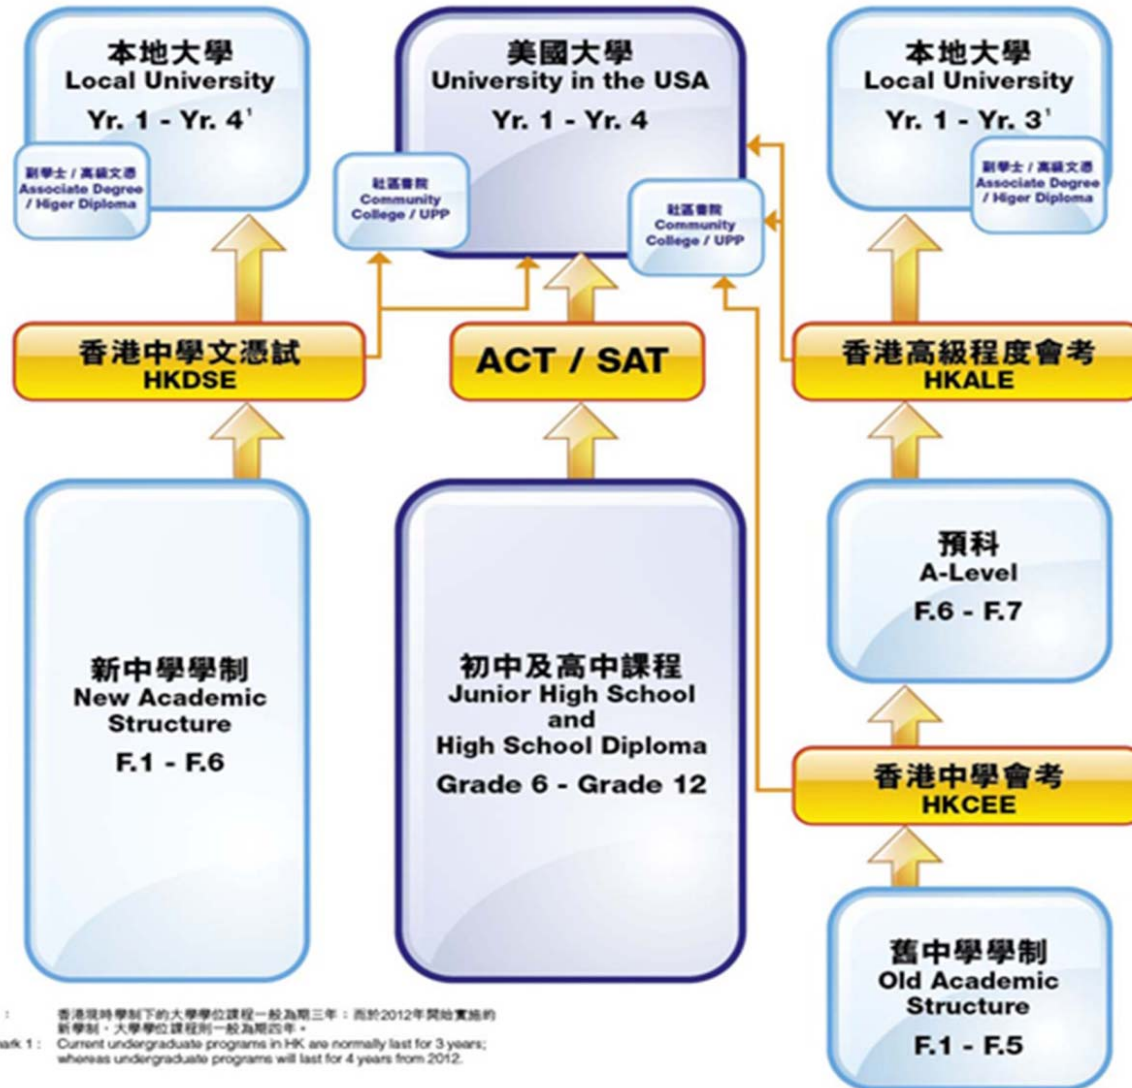 本地大學
Local University
Yr. 1 - Yr. 4¹
副學士 / 高級文憑
Associate Degree
/ Higer Diploma
美國大學
University in the USA
Yr. 1 - Yr. 4
社區書院
Community
College / UPP
社區書院
Community
College / UPP
本地大學
Local University
Yr. 1 - Yr. 3¹
副學士 / 高級文憑
Associate Degree
/ Higer Diploma
香港中學文憑試
HKDSE
ACT / SAT
香港高級程度會考
HKALE
新中學學制
New Academic
Structure
F.1 - F.6
初中及高中課程
Junior High School
and
High School Diploma
Grade 6 - Grade 12
預科
A-Level
F.6 - F.7
香港中學會考
HKCEE
舊中學學制
Old Academic
Structure
F.1 - F.5
: 香港現時學制下的大學學位課程一般為期三年；而於2012年開始實施的
新學制，大學學位課程則一般為期四年。
ark 1 : Current undergraduate programs in HK are normally last for 3 years;
whereas undergraduate programs will last for 4 years from 2012.